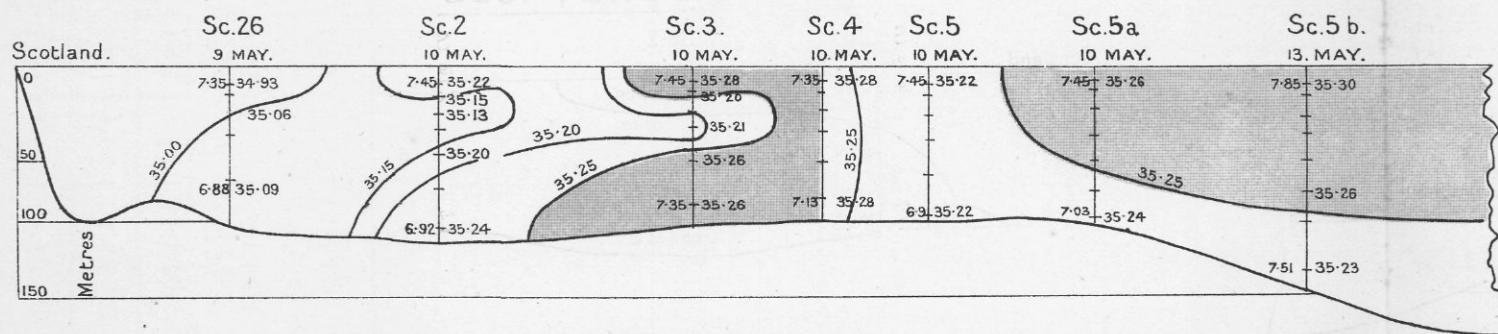 Sc.26 Sc.2 Sc.3. Sc.4 Sc.5 Sc.5a Sc.5b.
Scotland. 9 MAY. 10 MAY. 10 MAY. 10 MAY. 10 MAY. 10 MAY. 13 MAY.
0 7·35 34·93 7·45 35·22 7·45 35·28 7·35 35·28 7·45 35·22 7·45 35·26 7·85 35·30
35·15 35·20
35·06 35·13
35·20 35·21
35·00 35·15 35·20 35·25 35·26 35·25
50
35·25
6·88 35·09 35·26
7·35 35·26 7·13 35·28
100 6·92 35·24 6·9 35·22 7·03 35·24
7·51 35·23
150
Metres